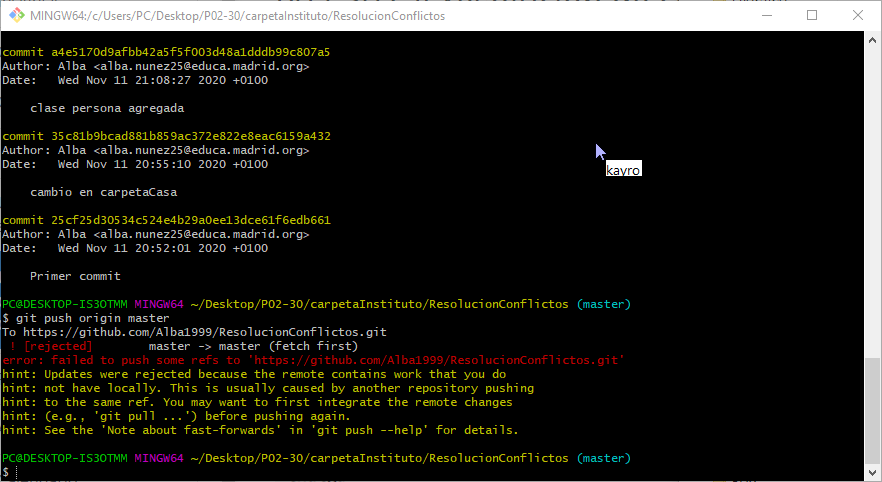 MINGW64:/c/Users/PC/Desktop/P02-30/carpetaInstituto/ResolucionConflictos
commit a4e5170d9afbb42a5f5f003d48a1dddb99c807a5
Author: Alba <alba.nunez25@educa.madrid.org>
Date:   Wed Nov 11 21:08:27 2020 +0100
    clase persona agregada
commit 35c81b9bcad881b859ac372e822e8eac6159a432
Author: Alba <alba.nunez25@educa.madrid.org>
Date:   Wed Nov 11 20:55:10 2020 +0100
kayro
    cambio en carpetaCasa
commit 25cf25d30534c524e4b29a0ee13dce61f6edb661
Author: Alba <alba.nunez25@educa.madrid.org>
Date:   Wed Nov 11 20:52:01 2020 +0100
    Primer commit
PC@DESKTOP-IS3OTMM MINGW64 ~/Desktop/P02-30/carpetaInstituto/ResolucionConflictos (master)
$ git push origin master
To https://github.com/Alba1999/ResolucionConflictos.git
 ! [rejected]        master -> master (fetch first)
error: failed to push some refs to 'https://github.com/Alba1999/ResolucionConflictos.git'
hint: Updates were rejected because the remote contains work that you do
hint: not have locally. This is usually caused by another repository pushing
hint: to the same ref. You may want to first integrate the remote changes
hint: (e.g., 'git pull ...') before pushing again.
hint: See the 'Note about fast-forwards' in 'git push --help' for details.
PC@DESKTOP-IS3OTMM MINGW64 ~/Desktop/P02-30/carpetaInstituto/ResolucionConflictos (master)
$